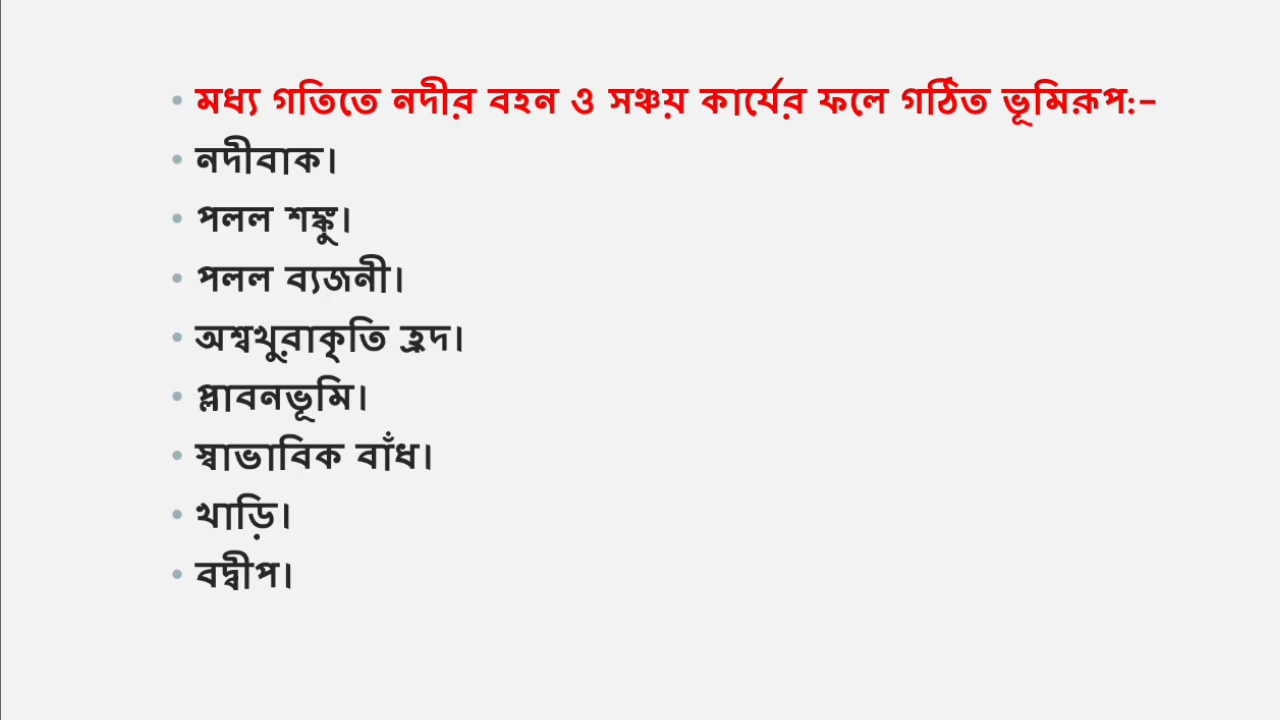 মধ্য গতিতে নদীর বহন ও সঞ্চয় কার্যের ফলে গঠিত ভূমিরূপ:-
নদীবাক।
পলল শঙ্কু।
পলল ব্যজনী।
অশ্বখুরাকৃতি হ্রদ।
প্লাবনভূমি।
স্বাভাবিক বাঁধ।
খাড়ি।
বদ্বীপ।